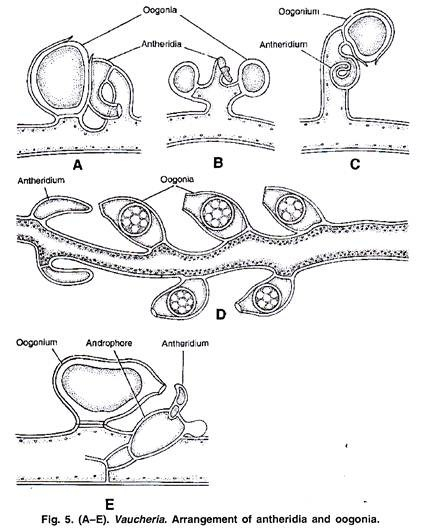 Oogonia
Antheridia
Oogonium
Antheridium
A
B
C
Antheridium
Oogonia
D
Oogonium Androphore Antheridium
E
Fig. 5. (A–E). Vaucheria. Arrangement of antheridia and oogonia.